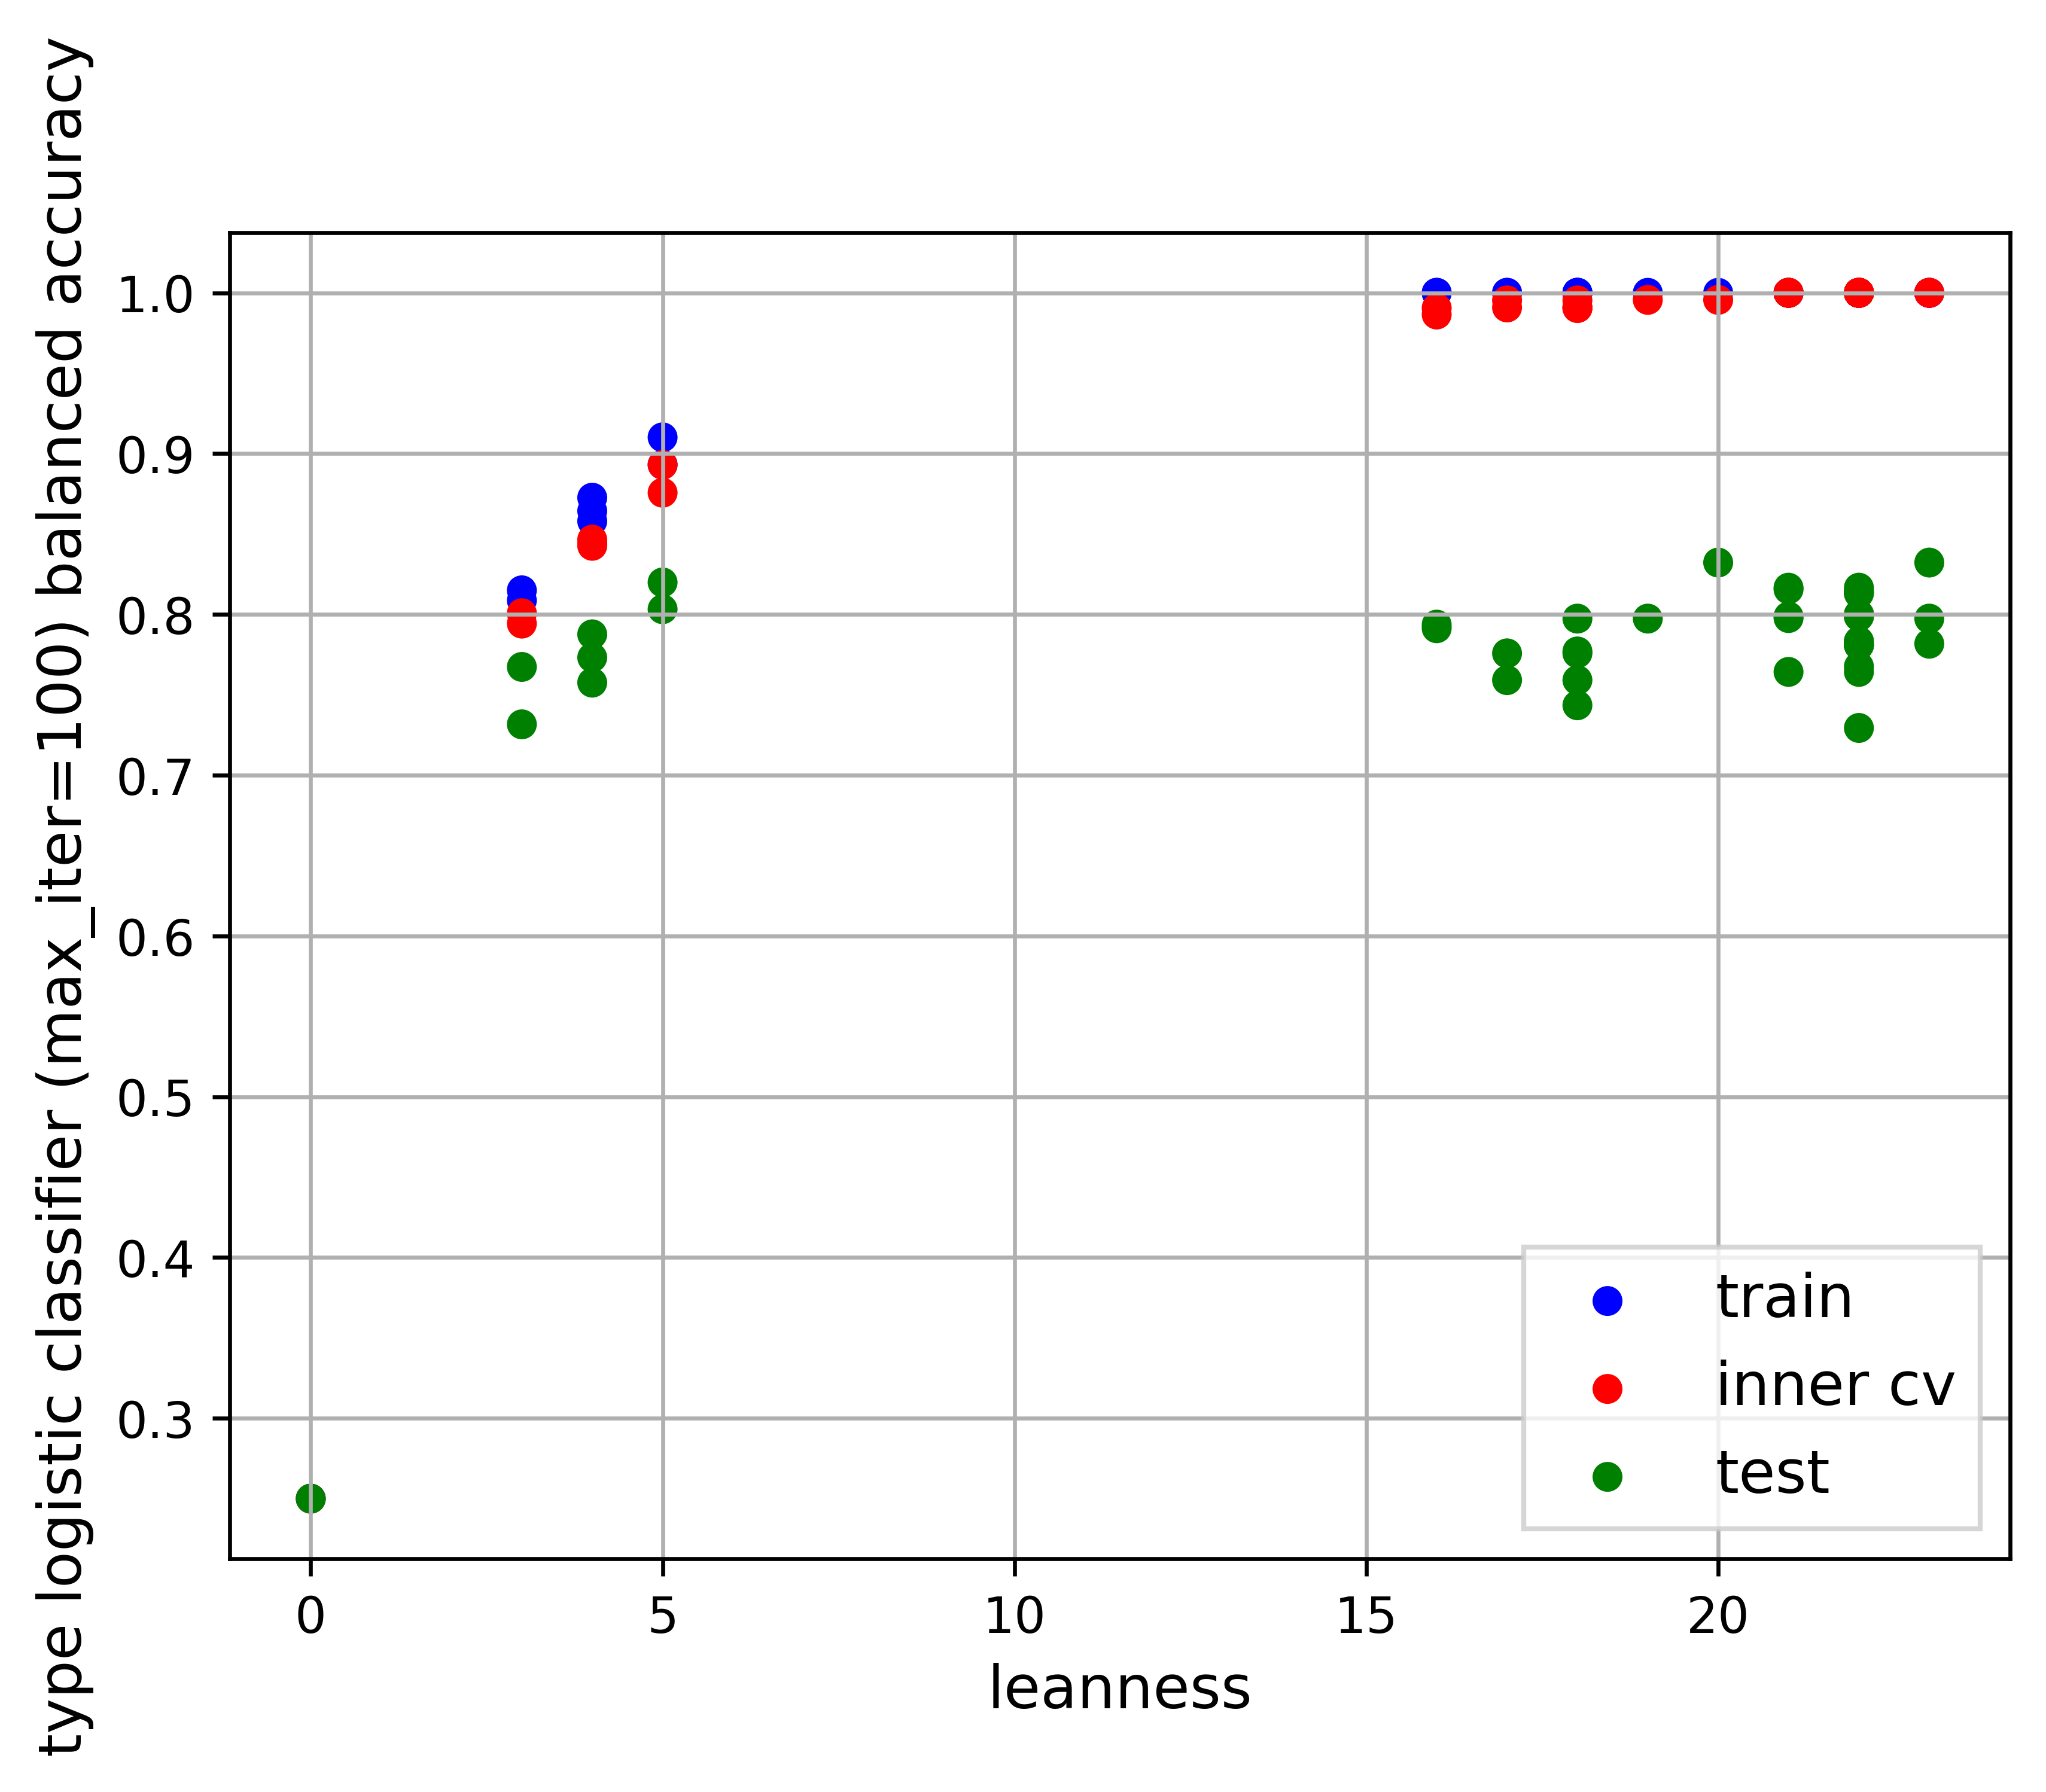 type logistic classifier (max_iter=100) balanced accuracy
1.0
0.9
0.8
0.7
0.6
0.5
0.4
0.3
0
5
10
15
20
leanness
train
inner cv
test